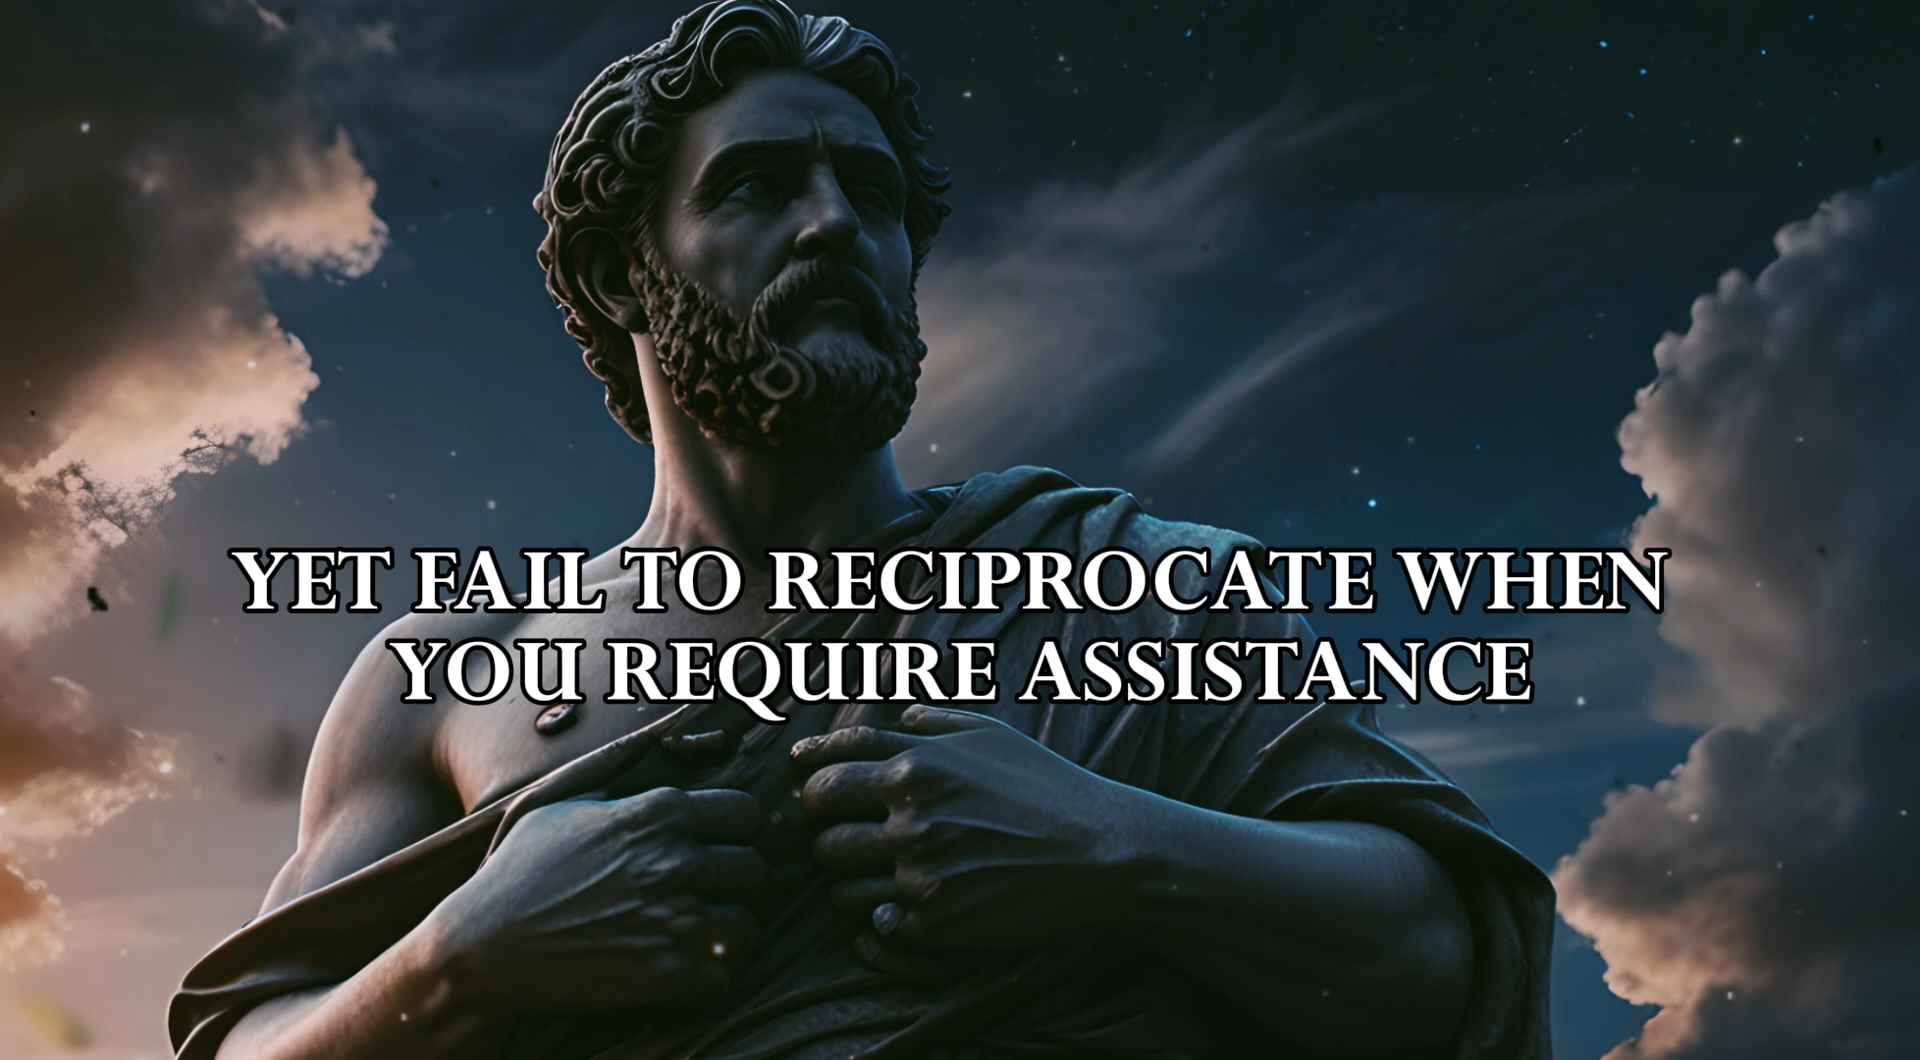 YET FAIL TO RECIPROCATE WHEN
YOU REQUIRE ASSISTANCE